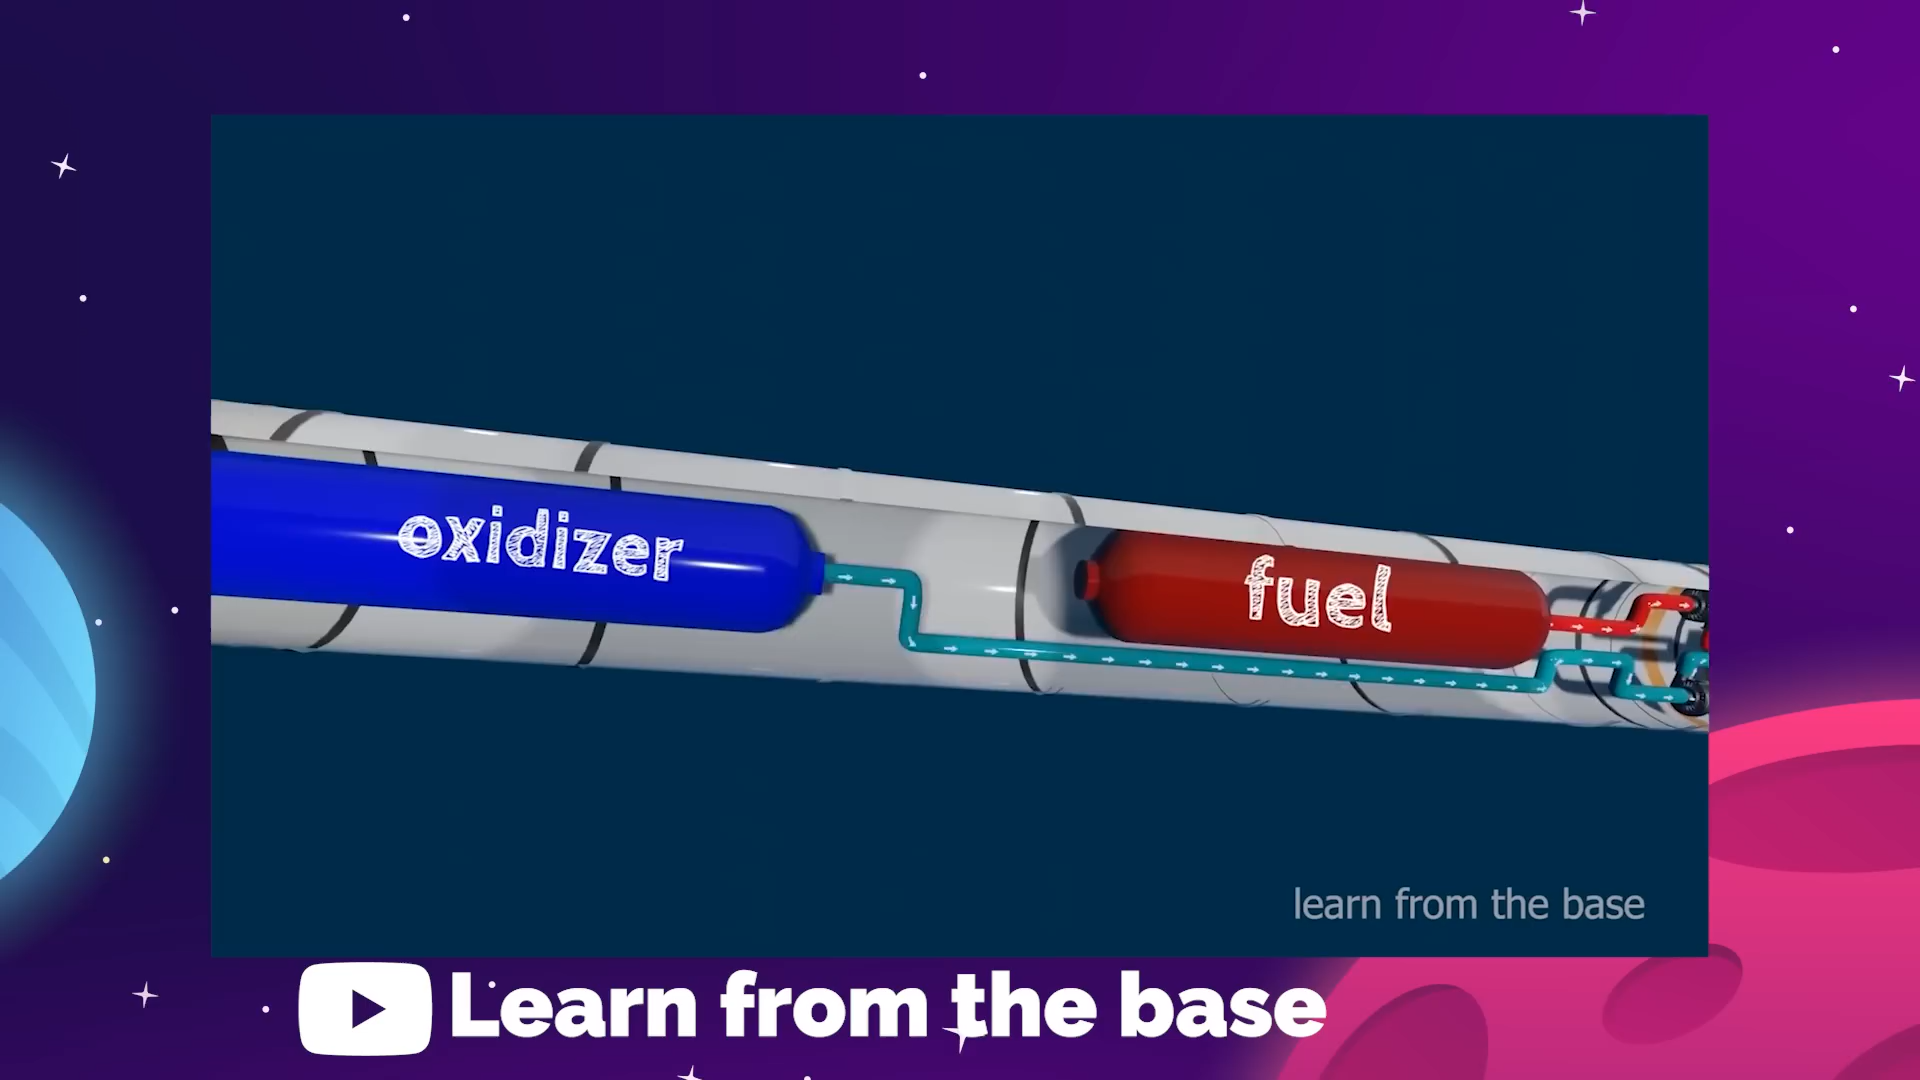 oxidizer
fuel
learn from the base
Learn from the base